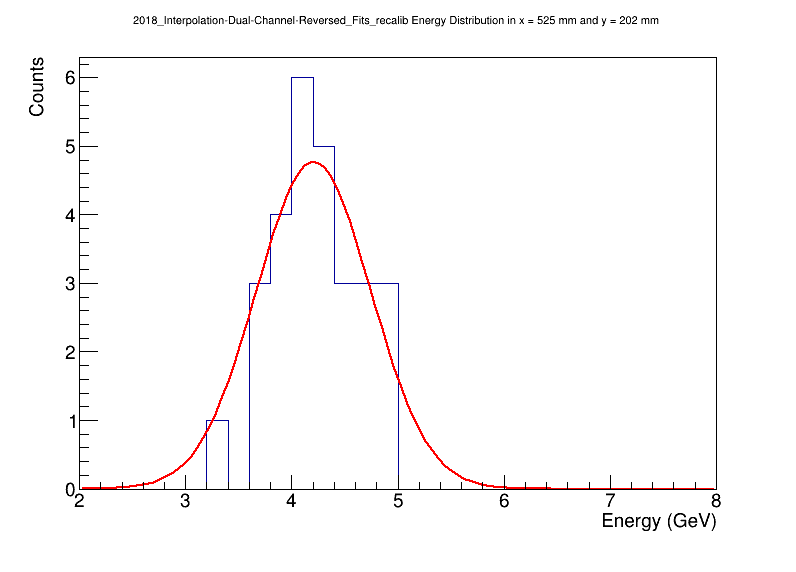 2018_Interpolation-Dual-Channel-Reversed_Fits_recalib Energy Distribution in x = 525 mm and y = 202 mm
Counts
6
5
4
3
2
1
0
2 3 4 5 6 7 8
Energy (GeV)